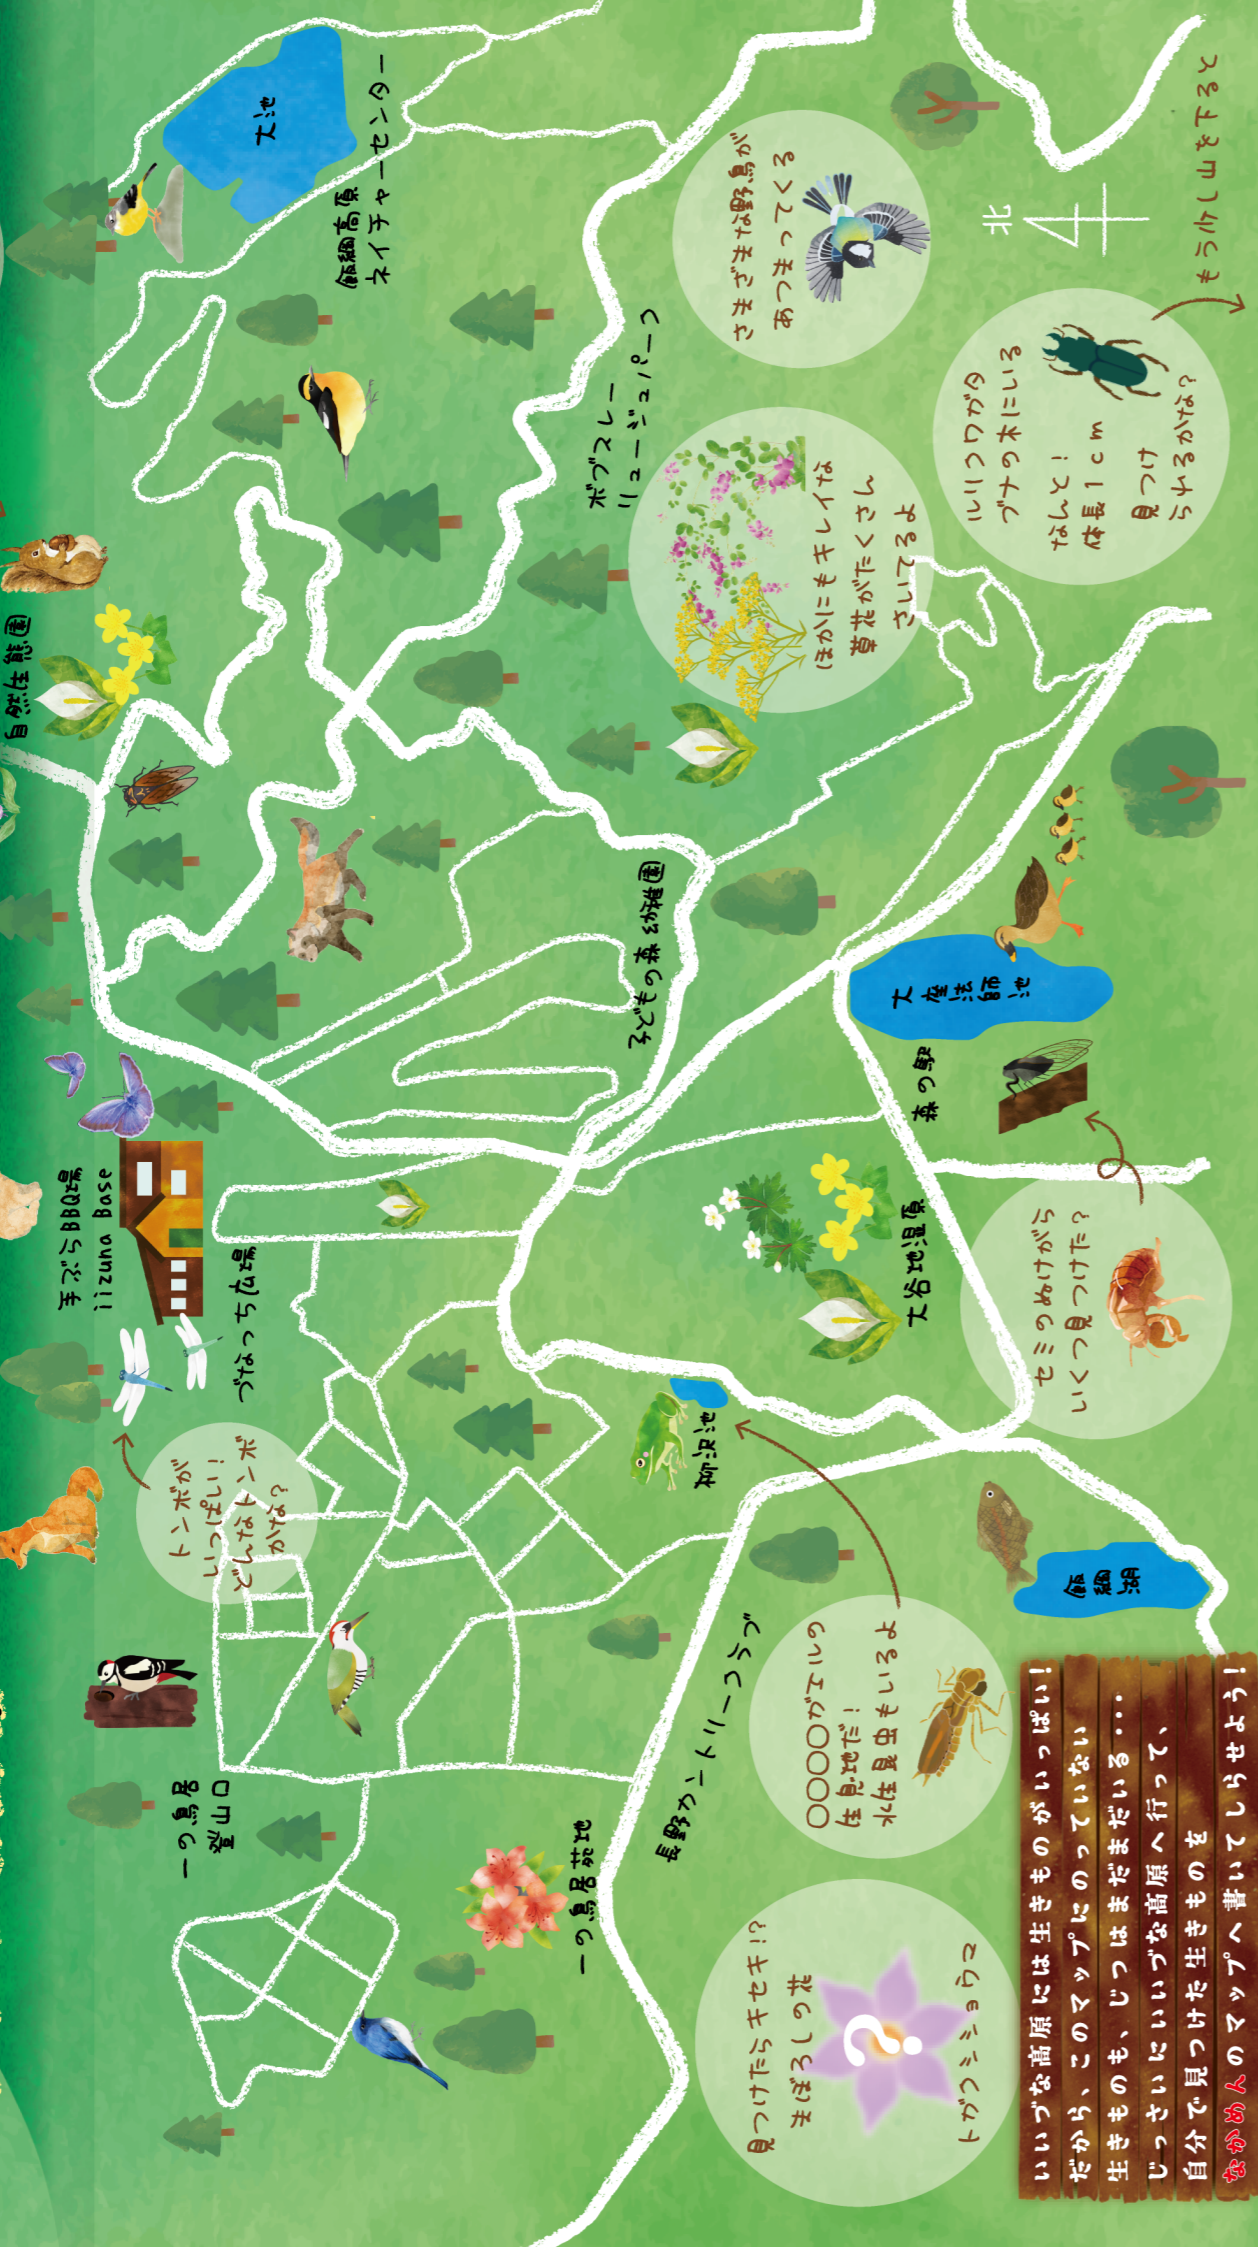 自然生態園
手ぶらBBQ場
iizuna Base
づなっち広場
一の鳥居
登山口
トンボが
いっぱい！
どんなトンボ
かな？
大池
飯綱高原
ネイチャーセンター
一の鳥居苑地
長野カントリークラブ
柳沢池
子どもの森幼稚園
ボブスレー
リュージュパーク
見つけたらキセキ!?
まぼろしの花
?
トガクシショウマ
〇〇〇〇ガエルの
生息地だ！
水生昆虫もいるよ
大谷地湿原
森の駅
大座法師池
ほかにもキレイな
草花がたくさん
さいてるよ
さまざまな野鳥が
あつまってくる
セミのぬけがら
いくつ見つけた？
飯綱湖
ルリクワガタ
ブナの木にいる
なんと！
体長1cm
見つけ
られるかな？
北
もう少し山を下ると
いいづな高原には生きものがいっぱい！
だから、このマップにのっていない
生きものも、じつはまだまだいる・・・
じっさいにいいづな高原へ行って、
自分で見つけた生きものを
なかめ人のマップへ書いてしらせよう！